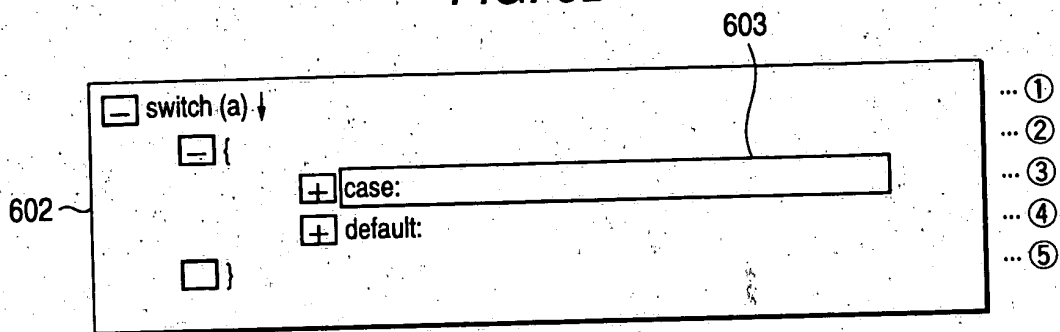 603
− switch (a) ↓ ... ①
− { ... ②
+ case: ... ③
602
+ default: ... ④
} ... ⑤